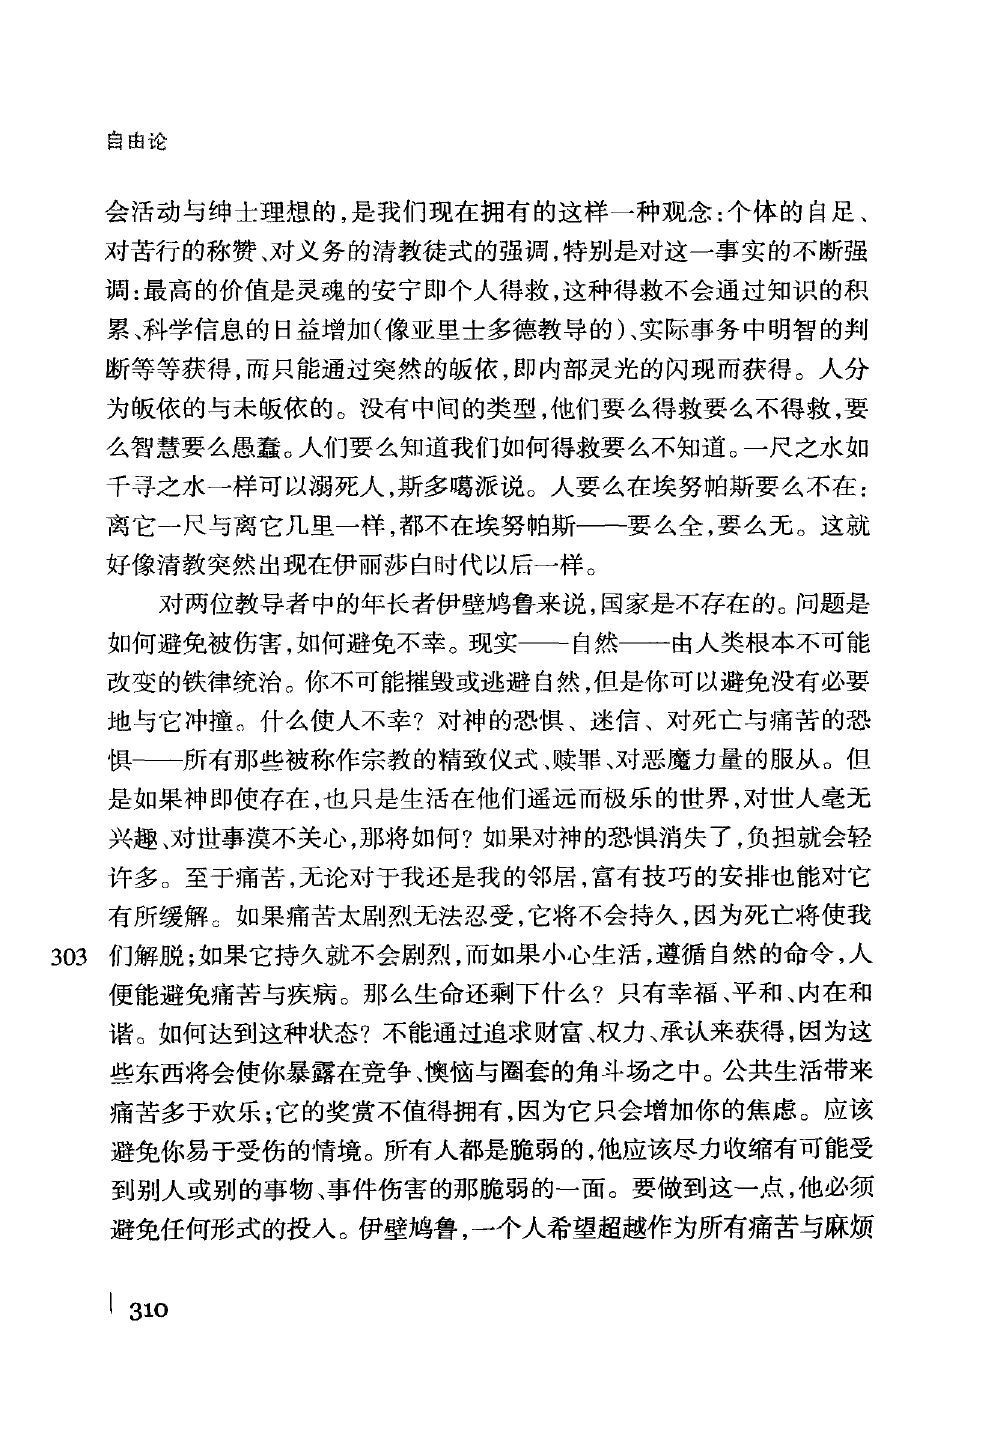 自由论
会活动与绅士理想的,是我们现在拥有的这样一种观念:个体的自足、
对苦行的称赞、对义务的清教徒式的强调,特别是对这一事实的不断强
调:最高的价值是灵魂的安宁即个人得救,这种得救不会通过知识的积
累、科学信息的日益增加(像亚里士多德教导的)、实际事务中明智的判
断等等获得,而只能通过突然的皈依,即内部灵光的闪现而获得。人分
为皈依的与未皈依的。没有中间的类型,他们要么得救要么不得救,要
么智慧要么愚蠢。人们要么知道我们如何得救要么不知道。一尺之水如
千寻之水一样可以溺死人,斯多噶派说。人要么在埃努帕斯要么不在:
离它一尺与离它几里一样,都不在埃努帕斯——要么全,要么无。这就
好像清教突然出现在伊丽莎白时代以后一样。
对两位教导者中的年长者伊壁鸠鲁来说,国家是不存在的。问题是
如何避免被伤害,如何避免不幸。现实——自然——由人类根本不可能
改变的铁律统治。你不可能摧毁或逃避自然,但是你可以避免没有必要
地与它冲撞。什么使人不幸?对神的恐惧、迷信、对死亡与痛苦的恐
惧——所有那些被称作宗教的精致仪式、赎罪、对恶魔力量的服从。但
是如果神即使存在,也只是生活在他们遥远而极乐的世界,对世人毫无
兴趣、对世事漠不关心,那将如何?如果对神的恐惧消失了,负担就会轻
许多。至于痛苦,无论对于我还是我的邻居,富有技巧的安排也能对它
有所缓解。如果痛苦太剧烈无法忍受,它将不会持久,因为死亡将使我
303 们解脱;如果它持久就不会剧烈,而如果小心生活,遵循自然的命令,人
便能避免痛苦与疾病。那么生命还剩下什么?只有幸福、平和、内在和
谐。如何达到这种状态?不能通过追求财富、权力、承认来获得,因为这
些东西将会使你暴露在竞争、懊恼与圈套的角斗场之中。公共生活带来
痛苦多于欢乐;它的奖赏不值得拥有,因为它只会增加你的焦虑。应该
避免你易于受伤的情境。所有人都是脆弱的,他应该尽力收缩有可能受
到别人或别的事物、事件伤害的那脆弱的一面。要做到这一点,他必须
避免任何形式的投入。伊壁鸠鲁,一个人希望超越作为所有痛苦与麻烦
310